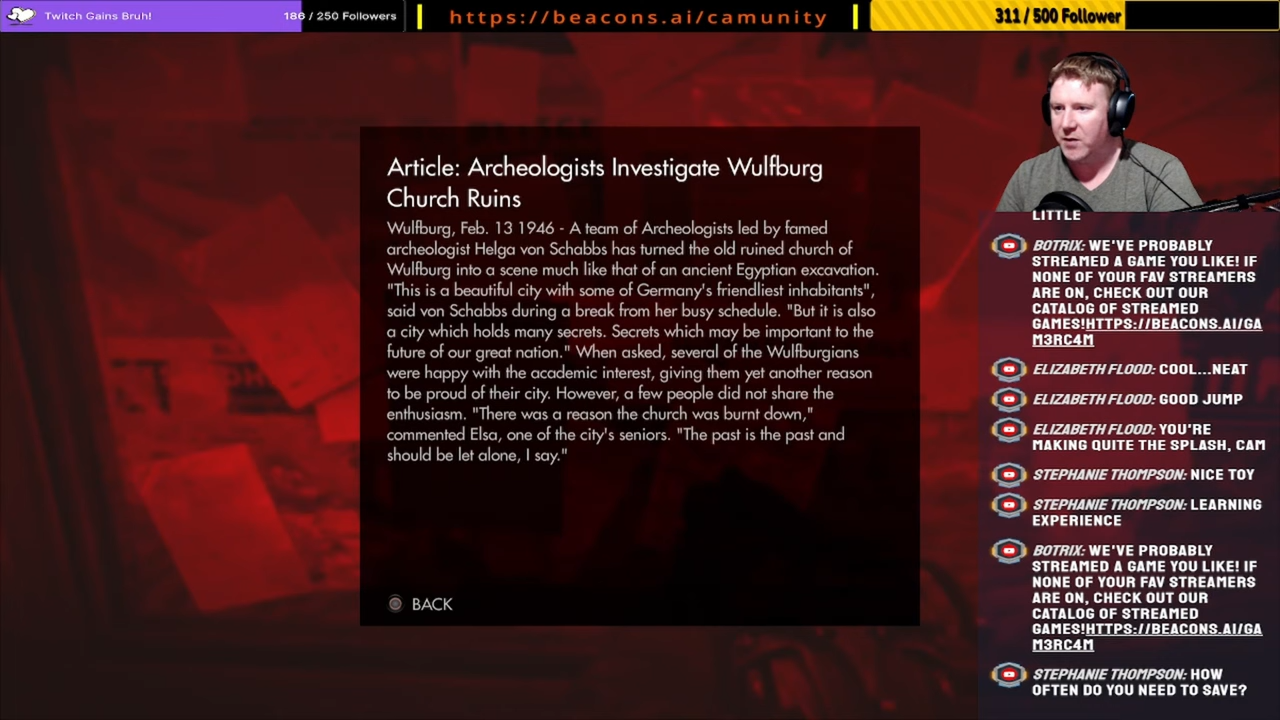 Twitch Gains Bruh!
186 / 250 Followers
https://beacons.ai/camunity
311 / 500 Follower
Article: Archeologists Investigate Wulfburg
Church Ruins
Wulfburg, Feb. 13 1946 - A team of Archeologists led by famed
archeologist Helga von Schabbs has turned the old ruined church of
Wulfburg into a scene much like that of an ancient Egyptian excavation.
"This is a beautiful city with some of Germany's friendliest inhabitants",
said von Schabbs during a break from her busy schedule. "But it is also
a city which holds many secrets. Secrets which may be important to the
future of our great nation." When asked, several of the Wulfburgians
were happy with the academic interest, giving them yet another reason
to be proud of their city. However, a few people did not share the
enthusiasm. "There was a reason the church was burnt down,"
commented Elsa, one of the city's seniors. "The past is the past and
should be let alone, I say."
BACK
LITTLE
BOTRIX: WE'VE PROBABLY
STREAMED A GAME YOU LIKE! IF
NONE OF YOUR FAV STREAMERS
ARE ON, CHECK OUT OUR
CATALOG OF STREAMED
GAMES!HTTPS://BEACONS.AI/GA
M3RC4M
ELIZABETH FLOOD: COOL...NEAT
ELIZABETH FLOOD: GOOD JUMP
ELIZABETH FLOOD: YOU'RE
MAKING QUITE THE SPLASH, CAM
STEPHANIE THOMPSON: NICE TOY
STEPHANIE THOMPSON: LEARNING
EXPERIENCE
BOTRIX: WE'VE PROBABLY
STREAMED A GAME YOU LIKE! IF
NONE OF YOUR FAV STREAMERS
ARE ON, CHECK OUT OUR
CATALOG OF STREAMED
GAMES!HTTPS://BEACONS.AI/GA
M3RC4M
STEPHANIE THOMPSON: HOW
OFTEN DO YOU NEED TO SAVE?